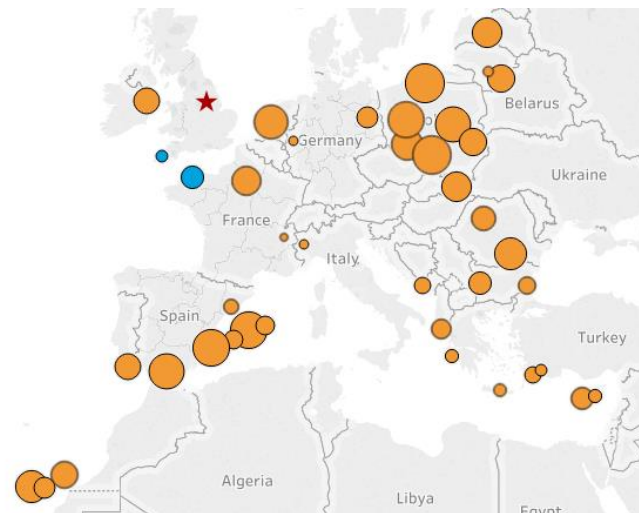 Belarus
Germany
Ukraine
France
Italy
Spain
Turkey
Algeria
Libya
Egypt